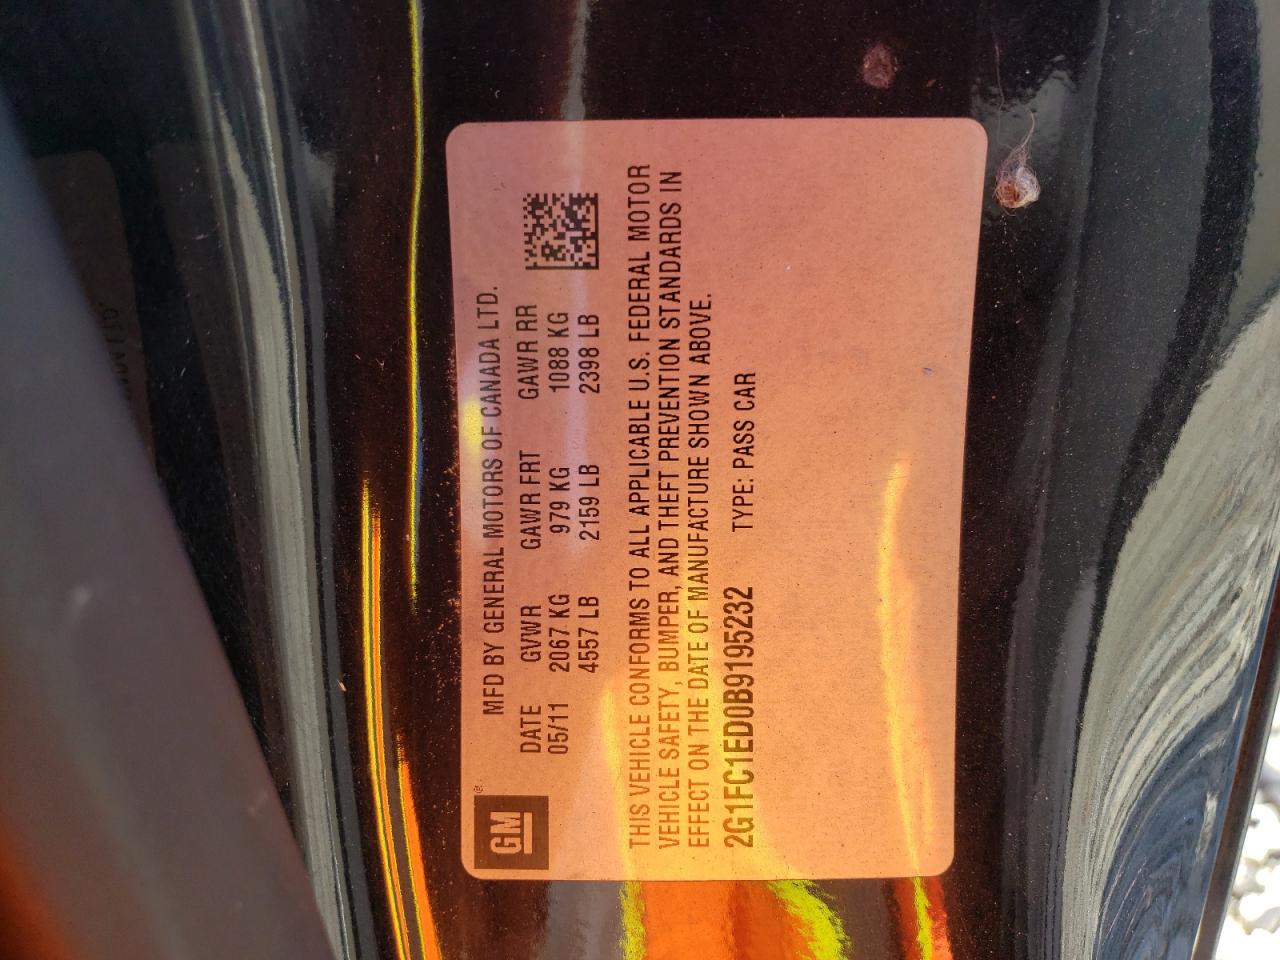 GM®
MFD BY GENERAL MOTORS OF CANADA LTD.
DATE GVWR GAWR FRT GAWR RR
05/11 2067 KG 979 KG 1088 KG
4557 LB 2159 LB 2398 LB
THIS VEHICLE CONFORMS TO ALL APPLICABLE U.S. FEDERAL MOTOR
VEHICLE SAFETY, BUMPER, AND THEFT PREVENTION STANDARDS IN
EFFECT ON THE DATE OF MANUFACTURE SHOWN ABOVE.
2G1FC1ED0B9195232 TYPE: PASS CAR